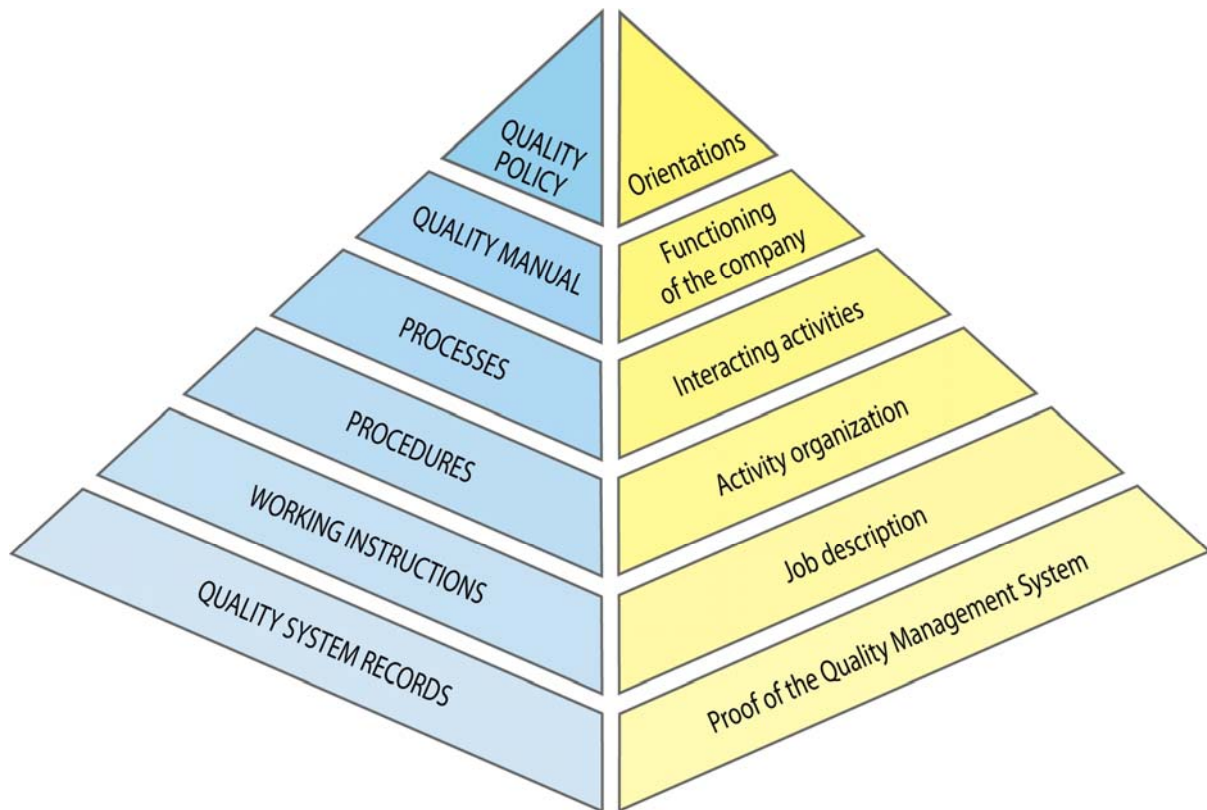 QUALITY
POLICY
Orientations
QUALITY MANUAL
Functioning
of the company
PROCESSES
Interacting activities
PROCEDURES
Activity organization
WORKING INSTRUCTIONS
Job description
QUALITY SYSTEM RECORDS
Proof of the Quality Management System